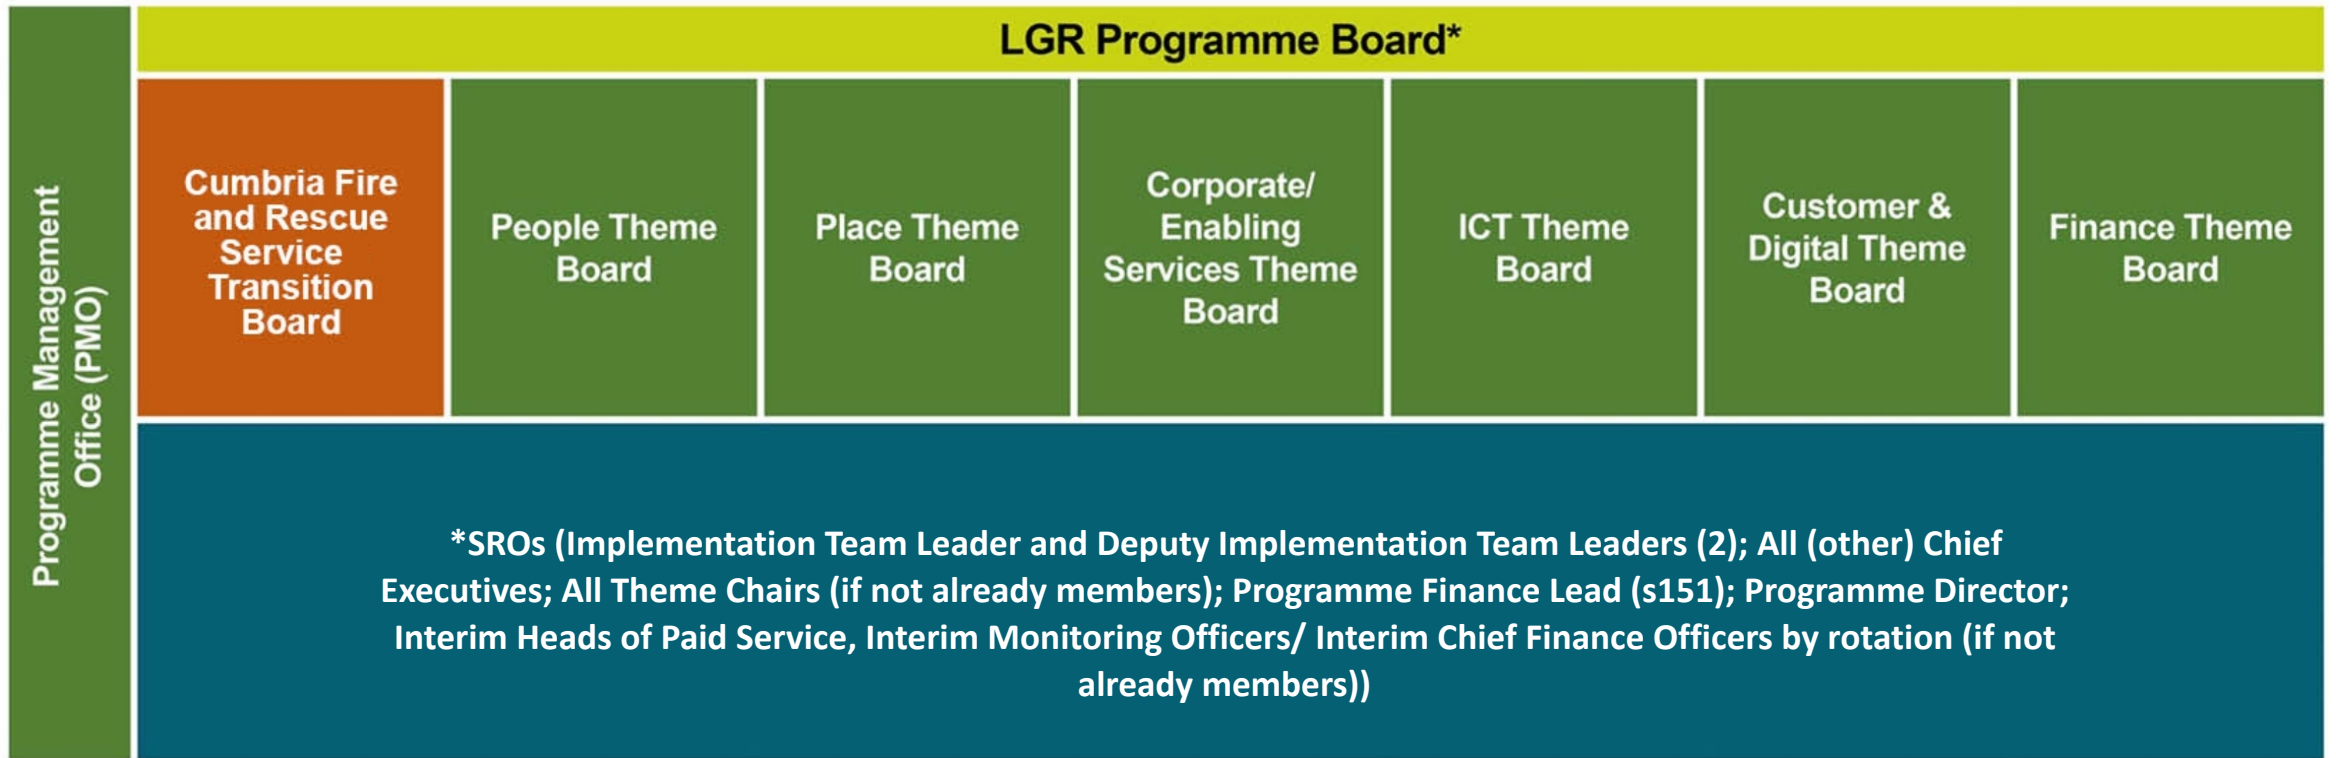 Programme Management
Office (PMO)
LGR Programme Board*
Cumbria Fire
and Rescue
Service
Transition
Board
People Theme
Board
Place Theme
Board
Corporate/
Enabling
Services Theme
Board
ICT Theme
Board
Customer &
Digital Theme
Board
Finance Theme
Board
*SROs (Implementation Team Leader and Deputy Implementation Team Leaders (2); All (other) Chief
Executives; All Theme Chairs (if not already members); Programme Finance Lead (s151); Programme Director;
Interim Heads of Paid Service, Interim Monitoring Officers/ Interim Chief Finance Officers by rotation (if not
already members))